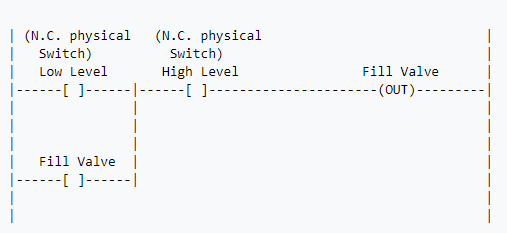 | (N.C. physical   (N.C. physical                              |
|   Switch)          Switch)                                   |
|   Low Level       High Level                Fill Valve       |
|------[ ]------|------[ ]----------------------(OUT)---------|
|               |                                              |
|               |                                              |
|               |                                              |
|   Fill Valve  |                                              |
|------[ ]------|                                              |
|                                                              |
|                                                              |